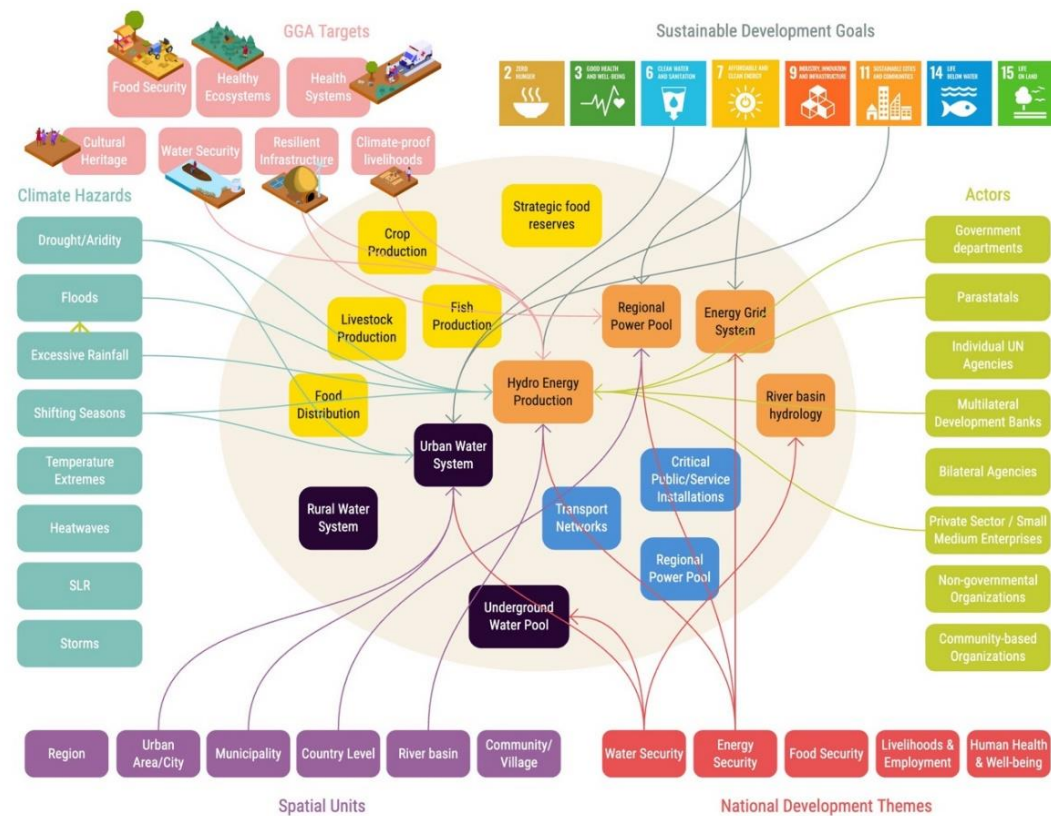 GGA Targets
Food Security
Healthy
Ecosystems
Health
Systems
Cultural
Heritage
Water Security
Resilient
Infrastructure
Climate-proof
livelihoods
Sustainable Development Goals
2 ZERO
HUNGER
3 GOOD HEALTH
AND WELL-BEING
6 CLEAN WATER
AND SANITATION
7 AFFORDABLE AND
CLEAN ENERGY
9 INDUSTRY, INNOVATION
AND INFRASTRUCTURE
11 SUSTAINABLE CITIES
AND COMMUNITIES
14 LIFE
BELOW WATER
15 LIFE
ON LAND
Climate Hazards
Drought/Aridity
Floods
Excessive Rainfall
Shifting Seasons
Temperature
Extremes
Heatwaves
SLR
Storms
Strategic food
reserves
Crop
Production
Livestock
Production
Fish
Production
Food
Distribution
Regional
Power Pool
Energy Grid
System
Hydro Energy
Production
River basin
hydrology
Urban Water
System
Rural Water
System
Underground
Water Pool
Critical
Public/Service
Installations
Transport
Networks
Regional
Power Pool
Actors
Government
departments
Parastatals
Individual UN
Agencies
Multilateral
Development Banks
Bilateral Agencies
Private Sector / Small
Medium Enterprises
Non-governmental
Organizations
Community-based
Organizations
Region
Urban
Area/City
Municipality
Country Level
River basin
Community/
Village
Spatial Units
Water Security
Energy
Security
Food Security
Livelihoods &
Employment
Human Health
& Well-being
National Development Themes